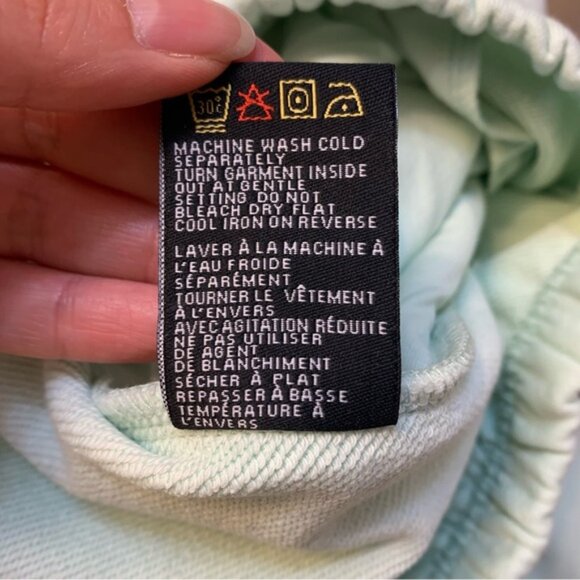 30°c
MACHINE WASH COLD
SEPARATELY
TURN GARMENT INSIDE
OUT AT GENTLE
SETTING DO NOT
BLEACH DRY FLAT
COOL IRON ON REVERSE
LAVER À LA MACHINE À
L'EAU FROIDE
SÉPARÉMENT
TOURNER LE VÊTEMENT
À L'ENVERS
AVEC AGITATION RÉDUITE
NE PAS UTILISER
DE AGENT
DE BLANCHIMENT
SÉCHER À PLAT
REPASSER À BASSE
TEMPÉRATURE À
L'ENVERS